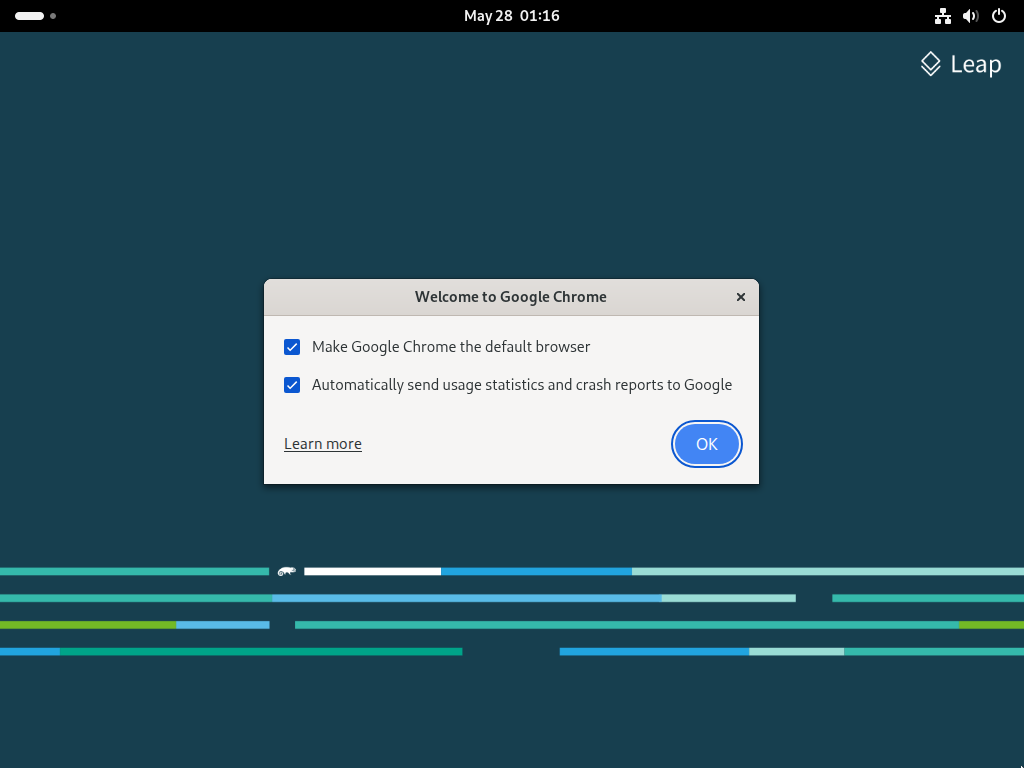 May 28 01:16
Leap
Welcome to Google Chrome
Make Google Chrome the default browser
Automatically send usage statistics and crash reports to Google
Learn more
OK